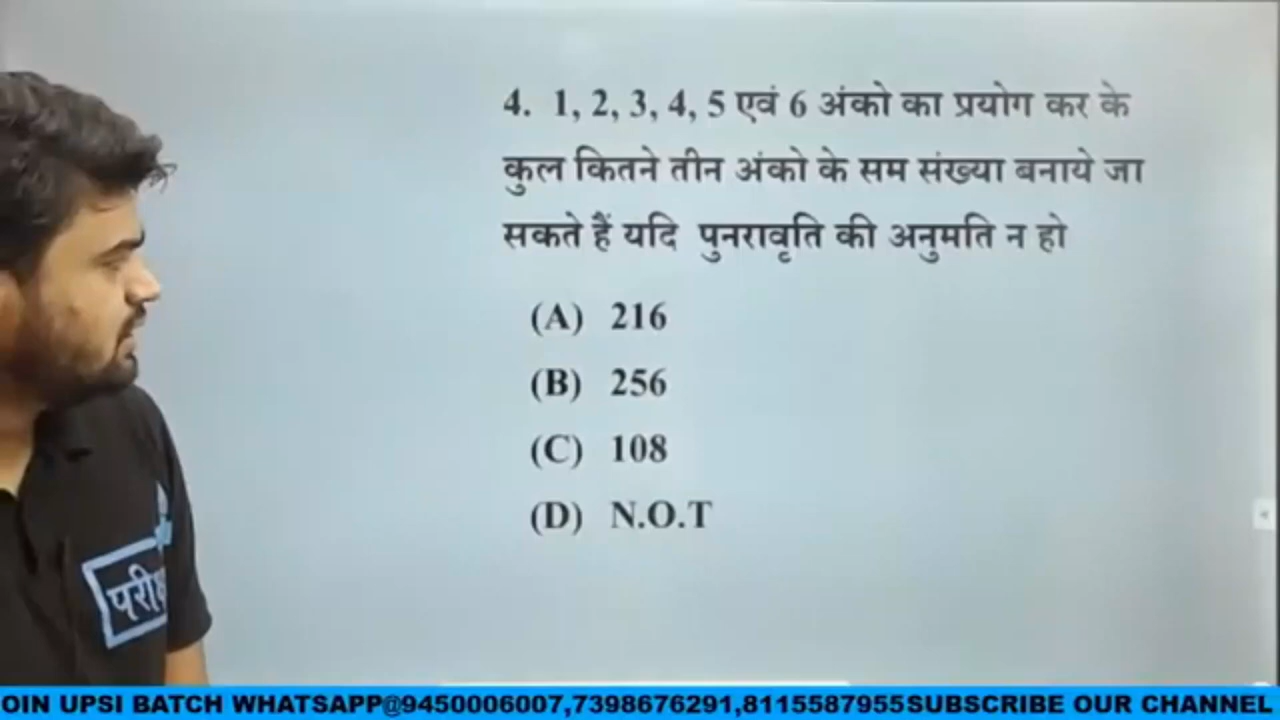 4. 1, 2, 3, 4, 5 एवं 6 अंको का प्रयोग कर के
कुल कितने तीन अंको के सम संख्या बनाये जा
सकते हैं यदि पुनरावृति की अनुमति न हो
(A) 216
(B) 256
(C) 108
(D) N.O.T
OIN UPSI BATCH WHATSAPP@9450006007,7398676291,8115587955SUBSCRIBE OUR CHANNEL